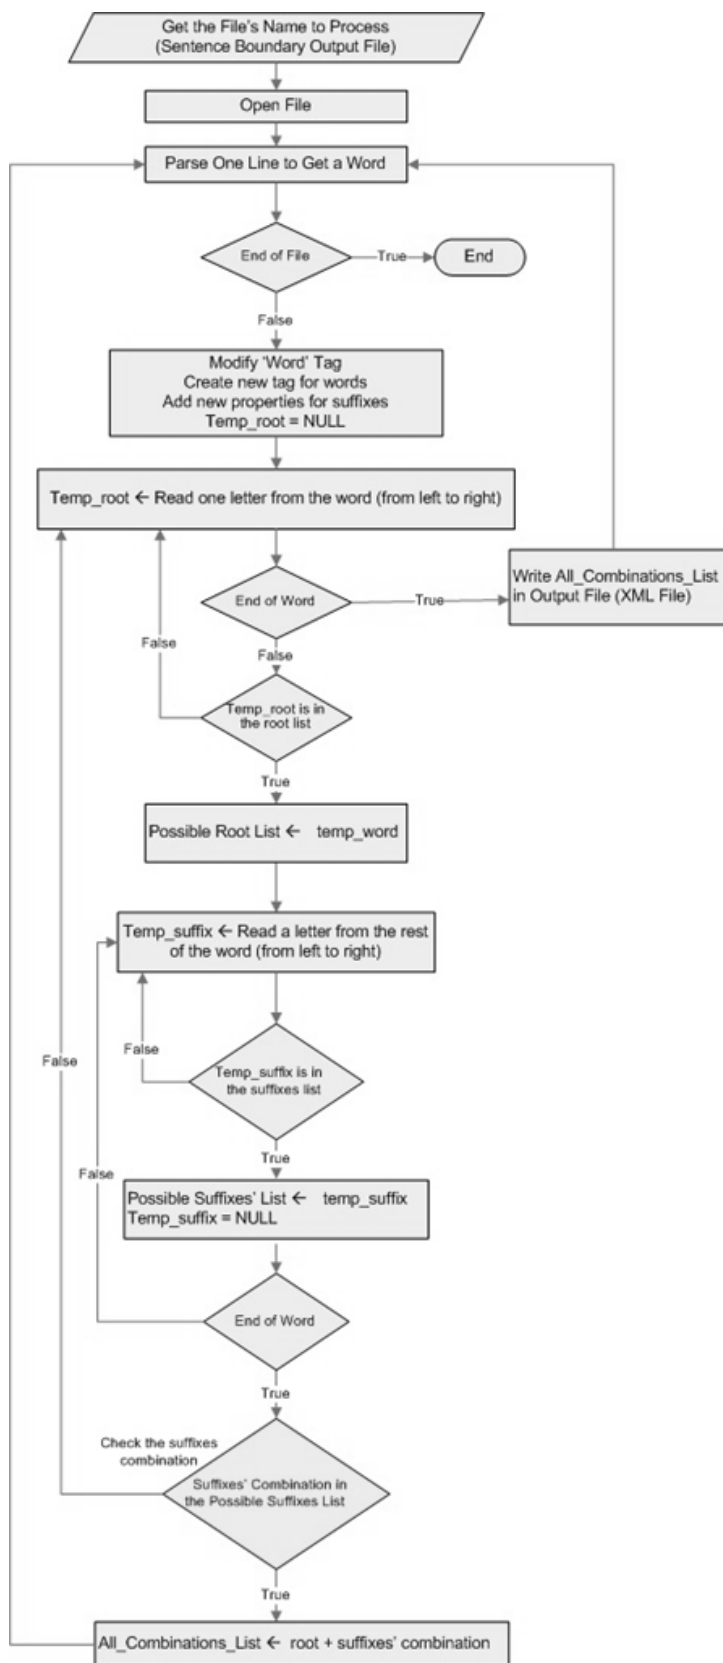 Get the File's Name to Process
(Sentence Boundary Output File)
Open File
Parse One Line to Get a Word
End of File
True
End
False
Modify 'Word' Tag
Create new tag for words
Add new properties for suffixes
Temp_root = NULL
Temp_root ← Read one letter from the word (from left to right)
End of Word
True
Write All_Combinations_List
in Output File (XML File)
False
False
Temp_root is in
the root list
True
Possible Root List ← temp_word
Temp_suffix ← Read a letter from the rest
of the word (from left to right)
False
False
Temp_suffix is in
the suffixes list
True
False
Possible Suffixes' List ← temp_suffix
Temp_suffix = NULL
End of Word
True
Check the suffixes
combination
Suffixes' Combination in
the Possible Suffixes List
True
All_Combinations_List ← root + suffixes' combination